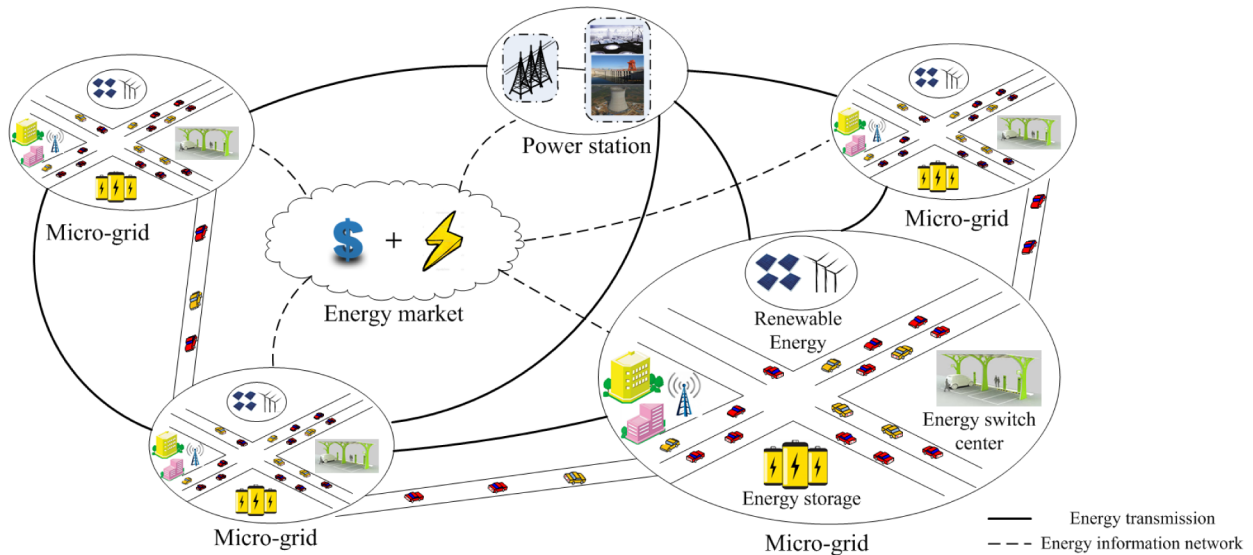 Power station
Micro-grid
Micro-grid
$ +
Energy market
Renewable
Energy
Energy switch
center
Energy storage
Micro-grid
Micro-grid
Energy transmission
Energy information network